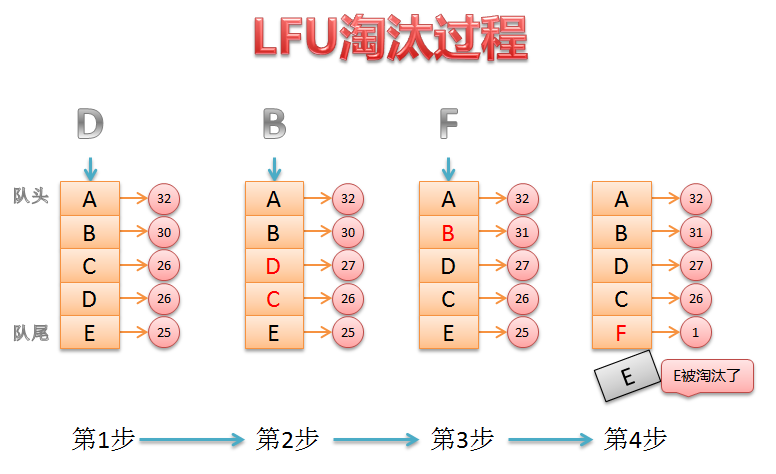 LFU淘汰过程
D B F
队头 A 32 A 32 A 32 A 32
B 30 B 30 B 31 B 31
C 26 D 27 D 27 D 27
D 26 C 26 C 26 C 26
队尾 E 25 E 25 E 25 F 1
E E被淘汰了
第1步 第2步 第3步 第4步